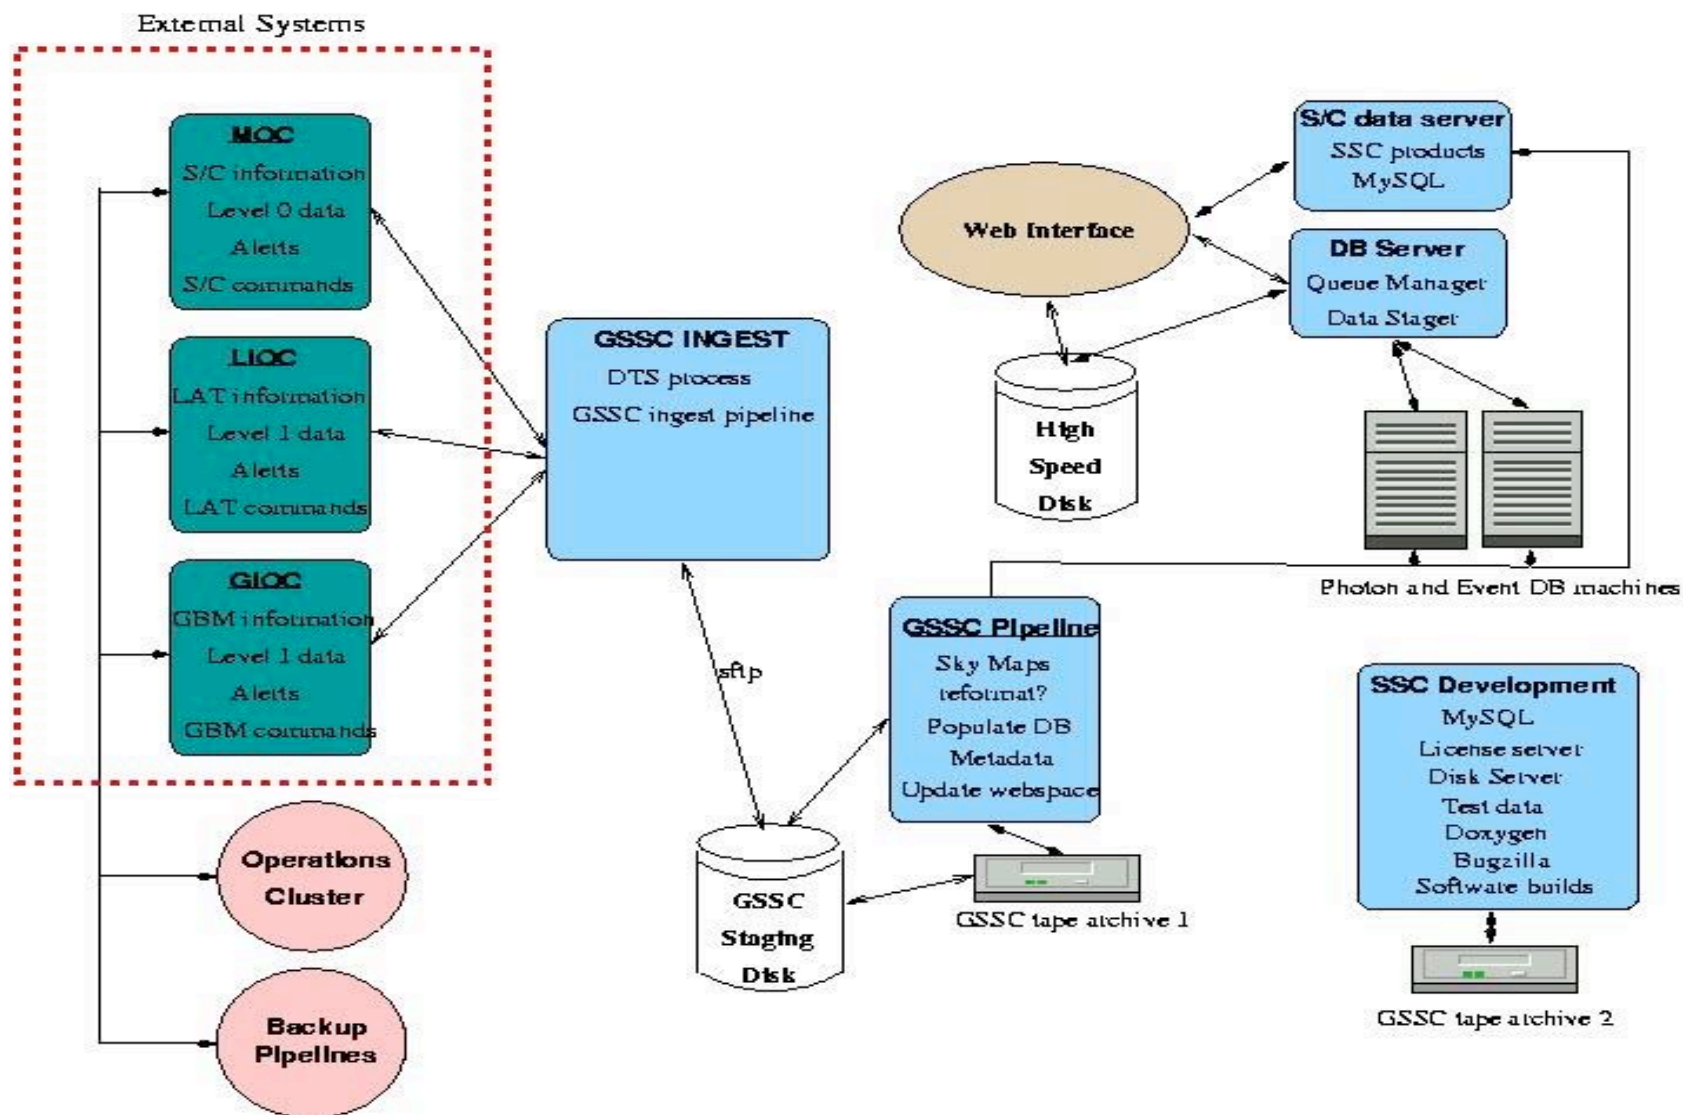 External Systems
MOC
S/C information
Level 0 data
Alerts
S/C commands
LIOC
LAT information
Level 1 data
Alerts
LAT commands
GIOC
GBM information
Level 1 data
Alerts
GBM commands
Operations
Cluster
Backup
Pipelines
GSSC INGEST
DTS process
GSSC ingest pipeline
sftp
GSSC
Staging
Disk
GSSC Pipeline
Sky Maps
reformat?
Populate DB
Metadata
Update webspace
GSSC tape archive 1
Web Interface
High
Speed
Disk
S/C data server
SSC products
MySQL
DB Server
Queue Manager
Data Stager
Photon and Event DB machines
SSC Development
MySQL
License server
Disk Server
Test data
Doxygen
Bugzilla
Software builds
GSSC tape archive 2